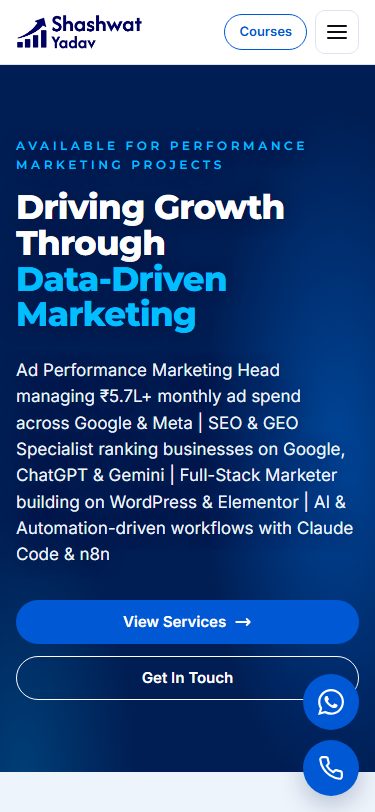 Shashwat
Yadav
Courses
AVAILABLE FOR PERFORMANCE
MARKETING PROJECTS
Driving Growth
Through
Data-Driven
Marketing
Ad Performance Marketing Head
managing ₹5.7L+ monthly ad spend
across Google & Meta | SEO & GEO
Specialist ranking businesses on Google,
ChatGPT & Gemini | Full-Stack Marketer
building on WordPress & Elementor | AI &
Automation-driven workflows with Claude
Code & n8n
View Services →
Get In Touch